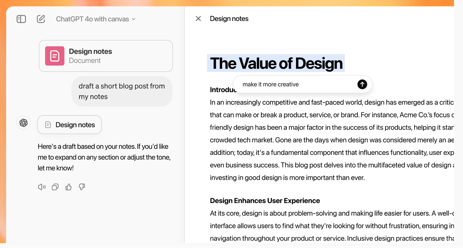 ChatGPT 4o with canvas
Design notes
Document
draft a short blog post from
my notes
Design notes
Here's a draft based on your notes. If you'd like
me to expand on any section or adjust the tone,
let me know!
Design notes
The Value of Design
make it more creative
Introdu
In an increasingly competitive and fast-paced world, design has emerged as a critic
that can make or break a product, service, or brand. For instance, Acme Co.'s focus o
friendly design has been a major factor in the success of its products, helping it stan
crowded tech market. Gone are the days when design was considered merely an ae
addition; today, it's a fundamental component that influences functionality, user exp
even business success. This blog post delves into the multifaceted value of design a
investing in good design is more important than ever.
Design Enhances User Experience
At its core, design is about problem-solving and making life easier for users. A well-d
interface allows users to find what they're looking for without frustration, ensuring in
navigation throughout your product or service. Inclusive design practices ensure tha